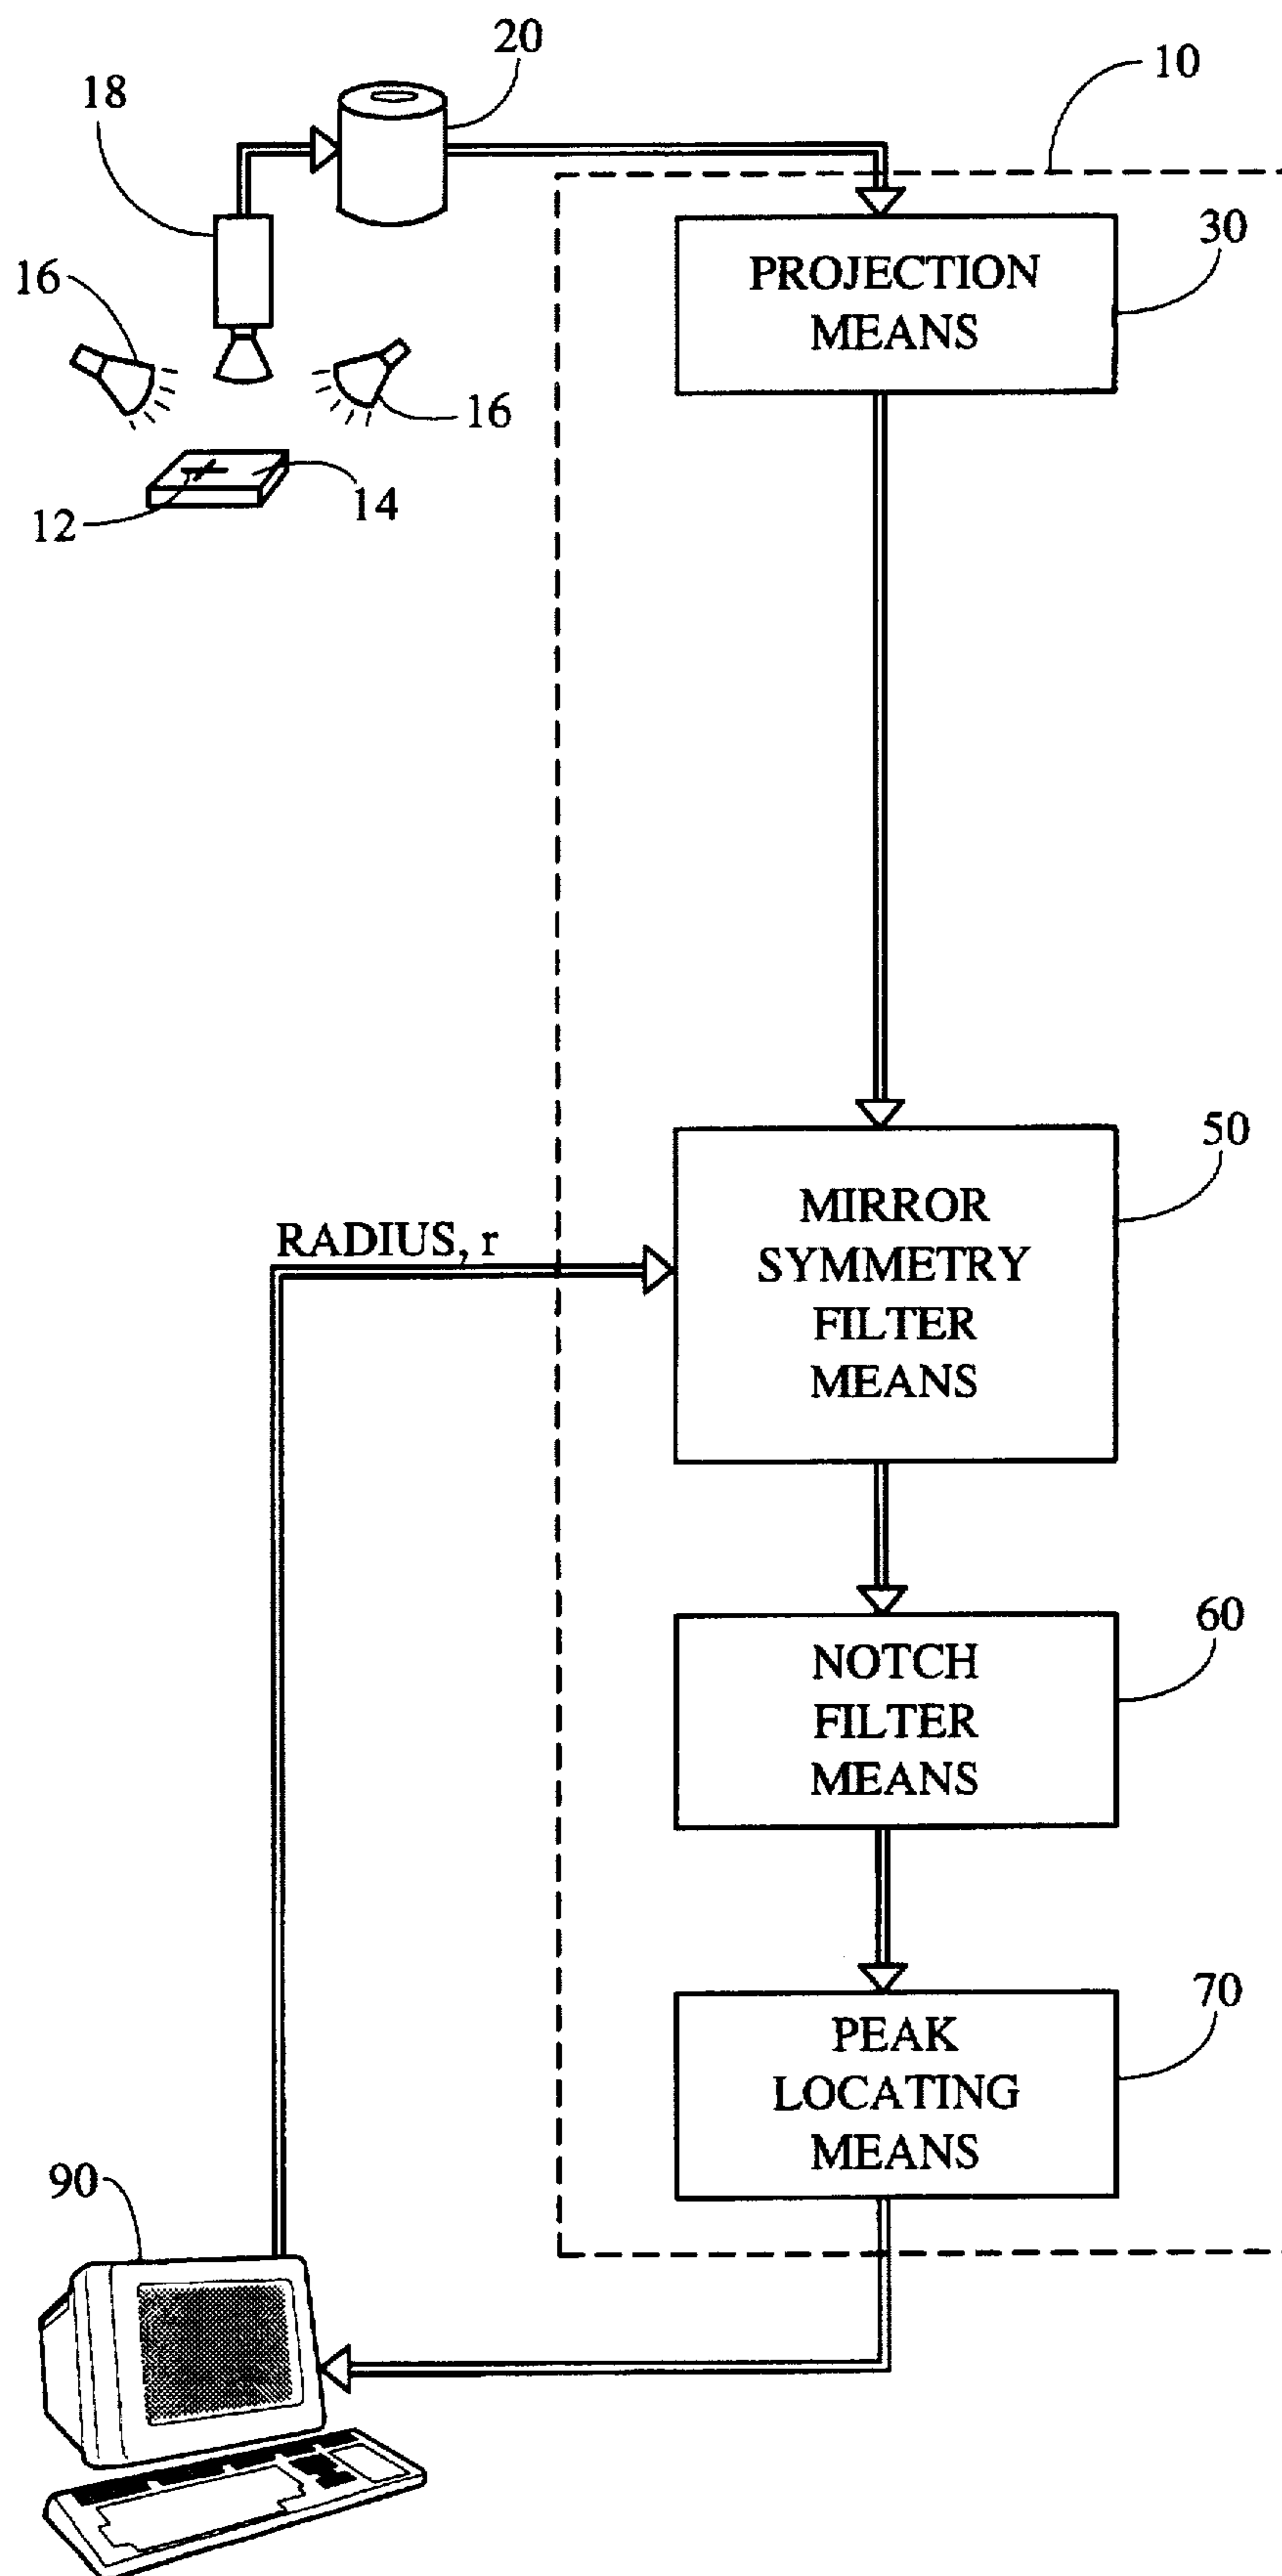 20
10
18
30
PROJECTION
MEANS
16
16
14
12
50
MIRROR
SYMMETRY
FILTER
MEANS
RADIUS, r
60
NOTCH
FILTER
MEANS
70
PEAK
LOCATING
MEANS
90